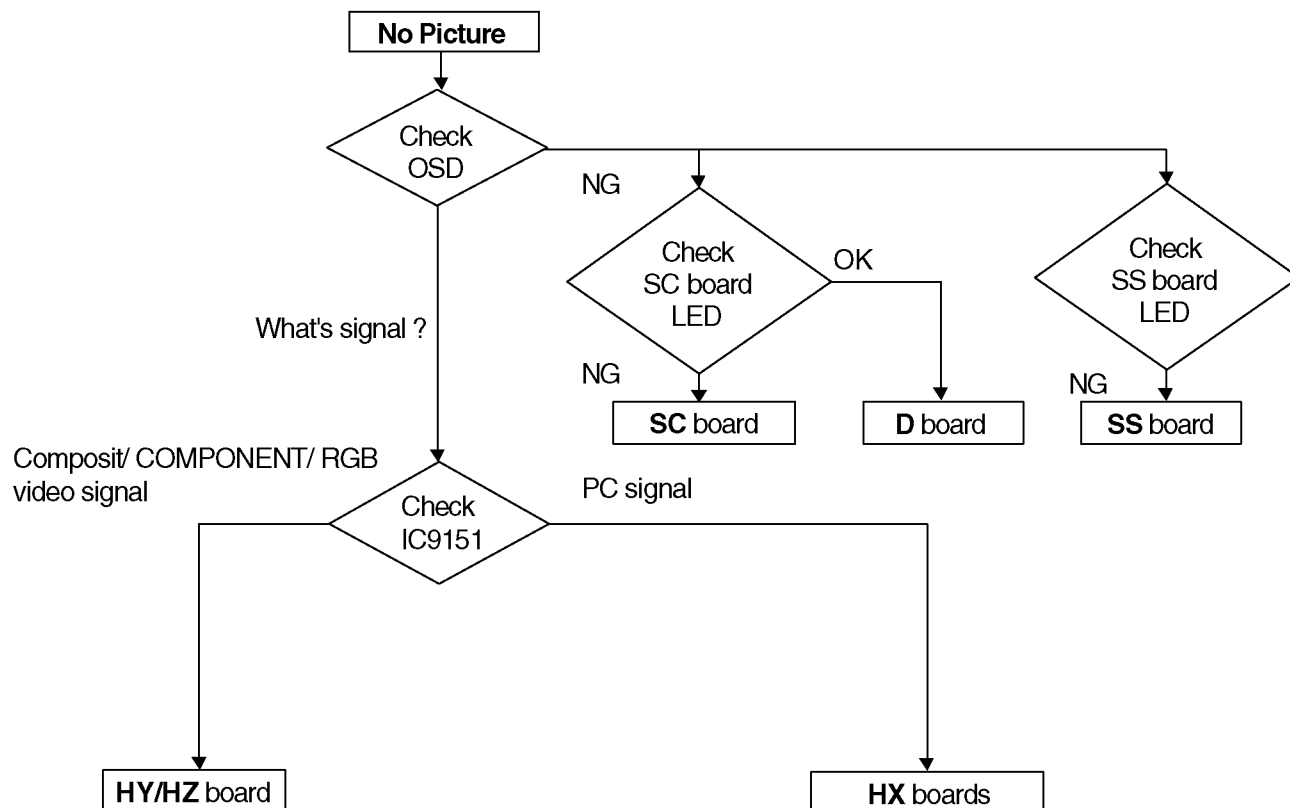 No Picture
Check
OSD
NG
Check
SC board
LED
OK
Check
SS board
LED
What's signal ?
NG
NG
SC board
D board
SS board
Composit/ COMPONENT/ RGB
video signal
PC signal
Check
IC9151
HY/HZ board
HX boards